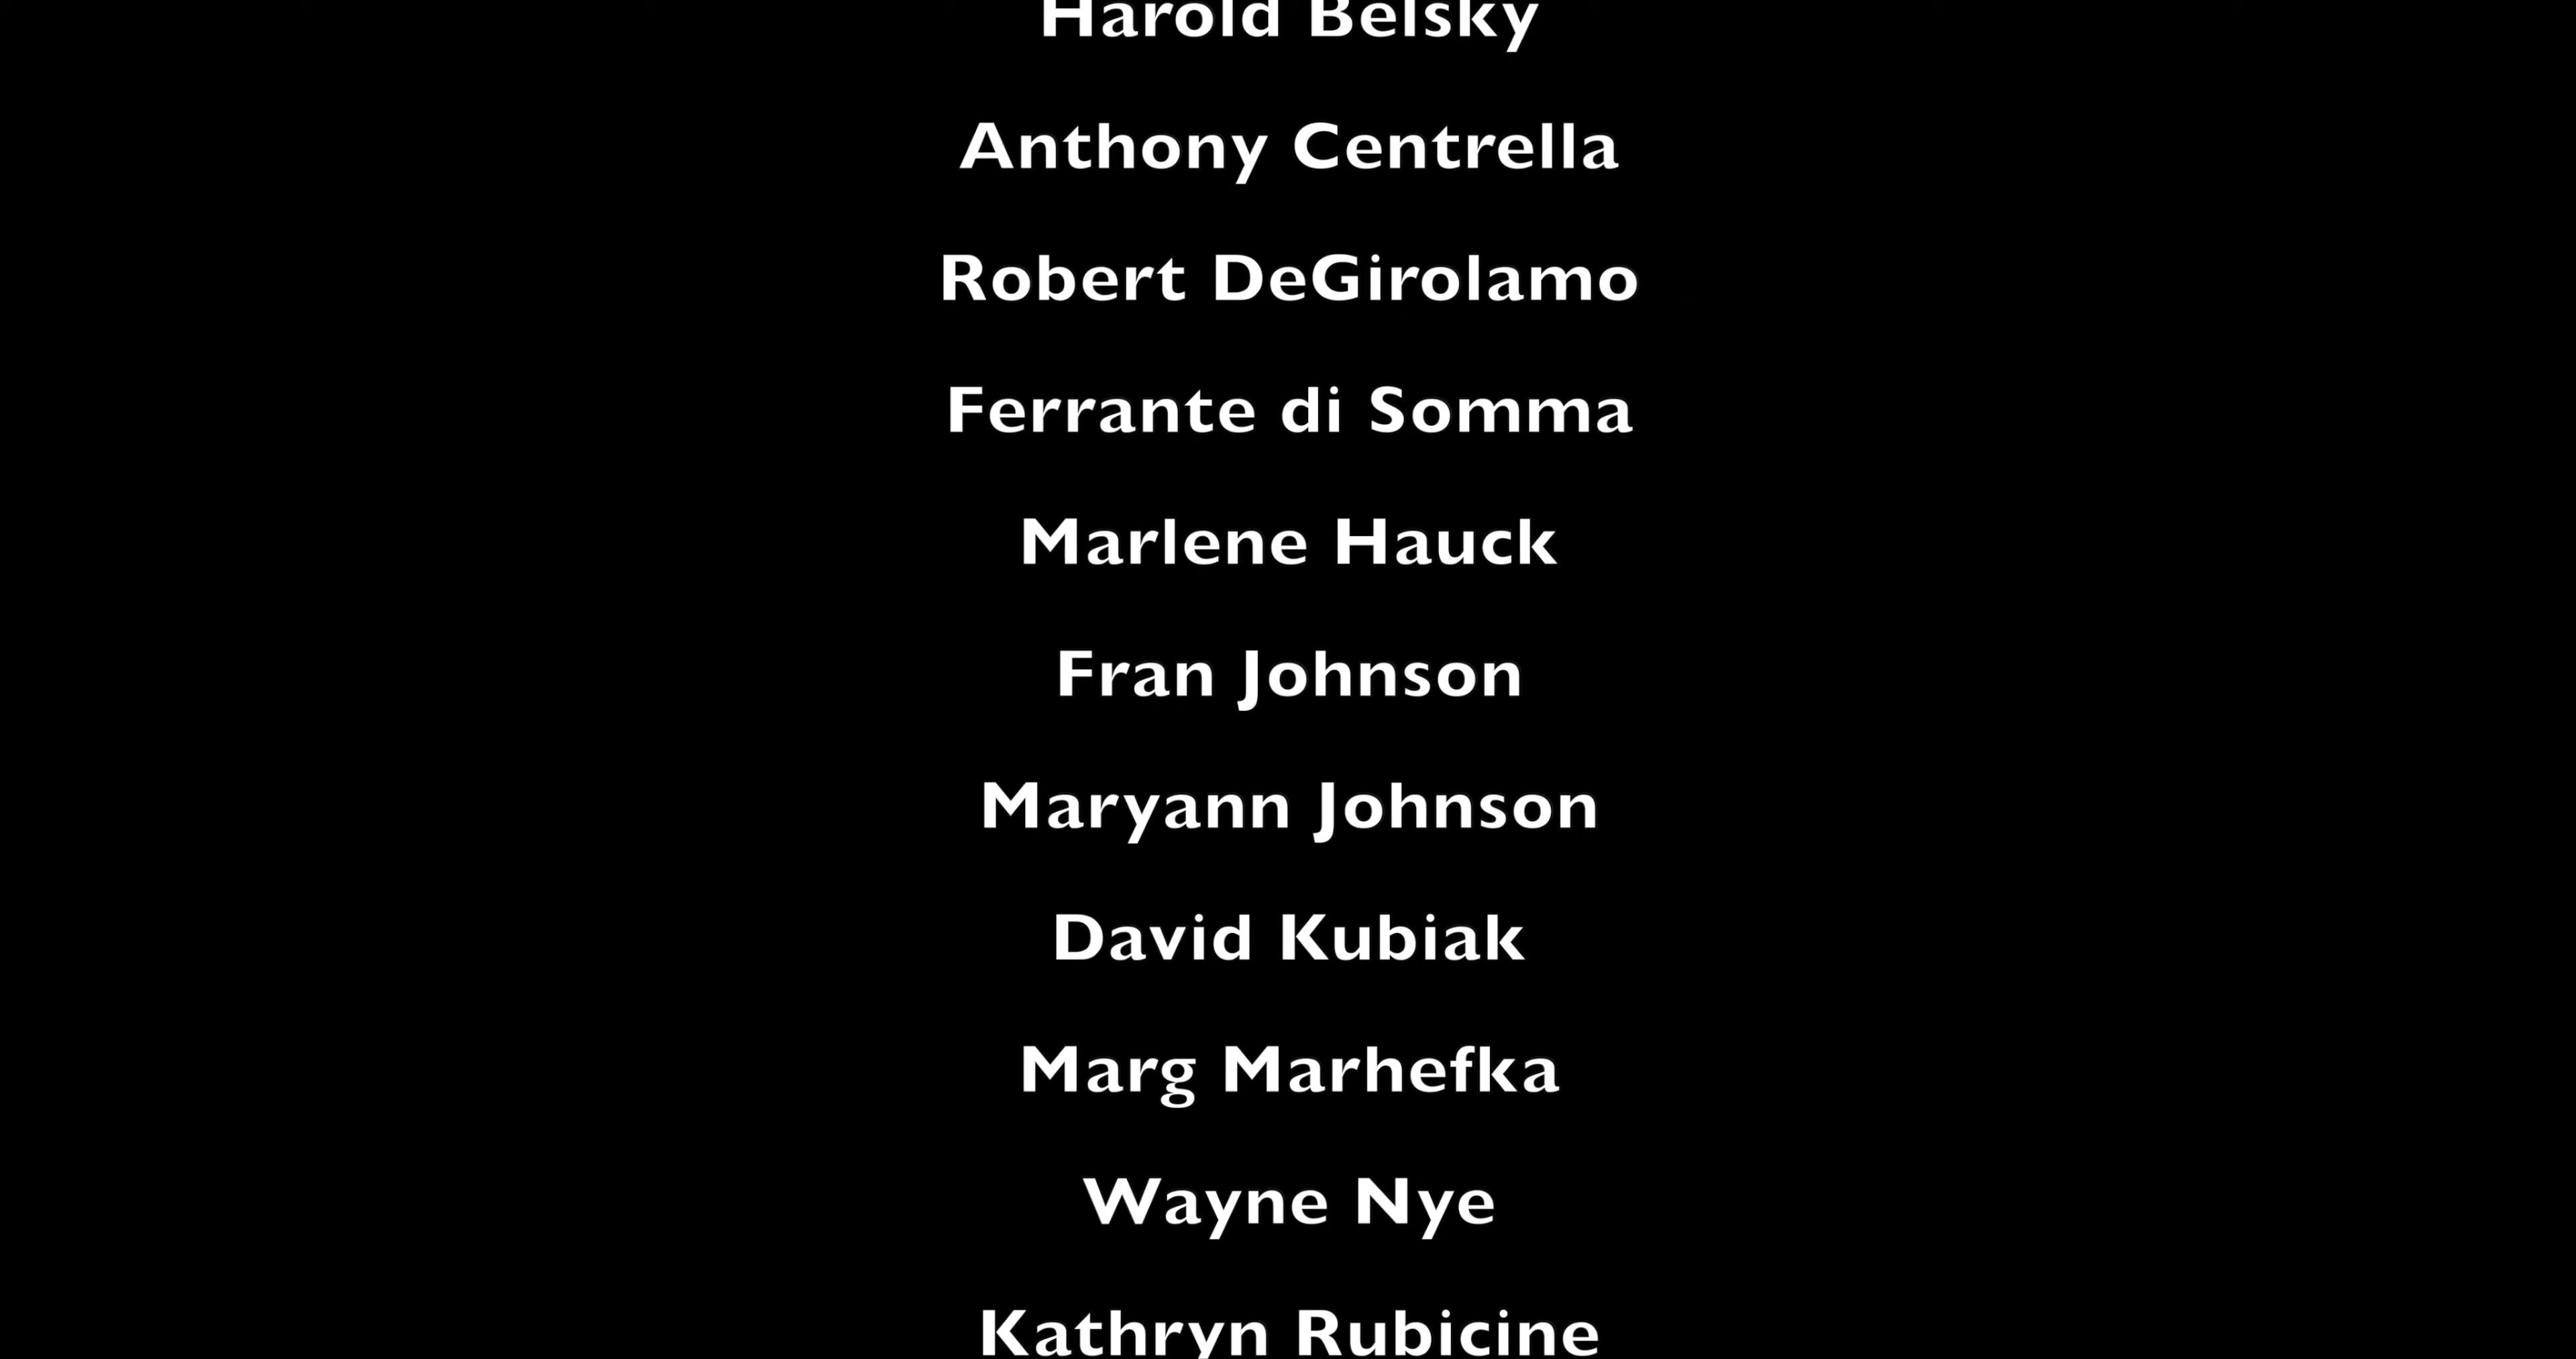 Harold Belsky
Anthony Centrella
Robert DeGirolamo
Ferrante di Somma
Marlene Hauck
Fran Johnson
Maryann Johnson
David Kubiak
Marg Marhefka
Wayne Nye
Kathryn Rubicine